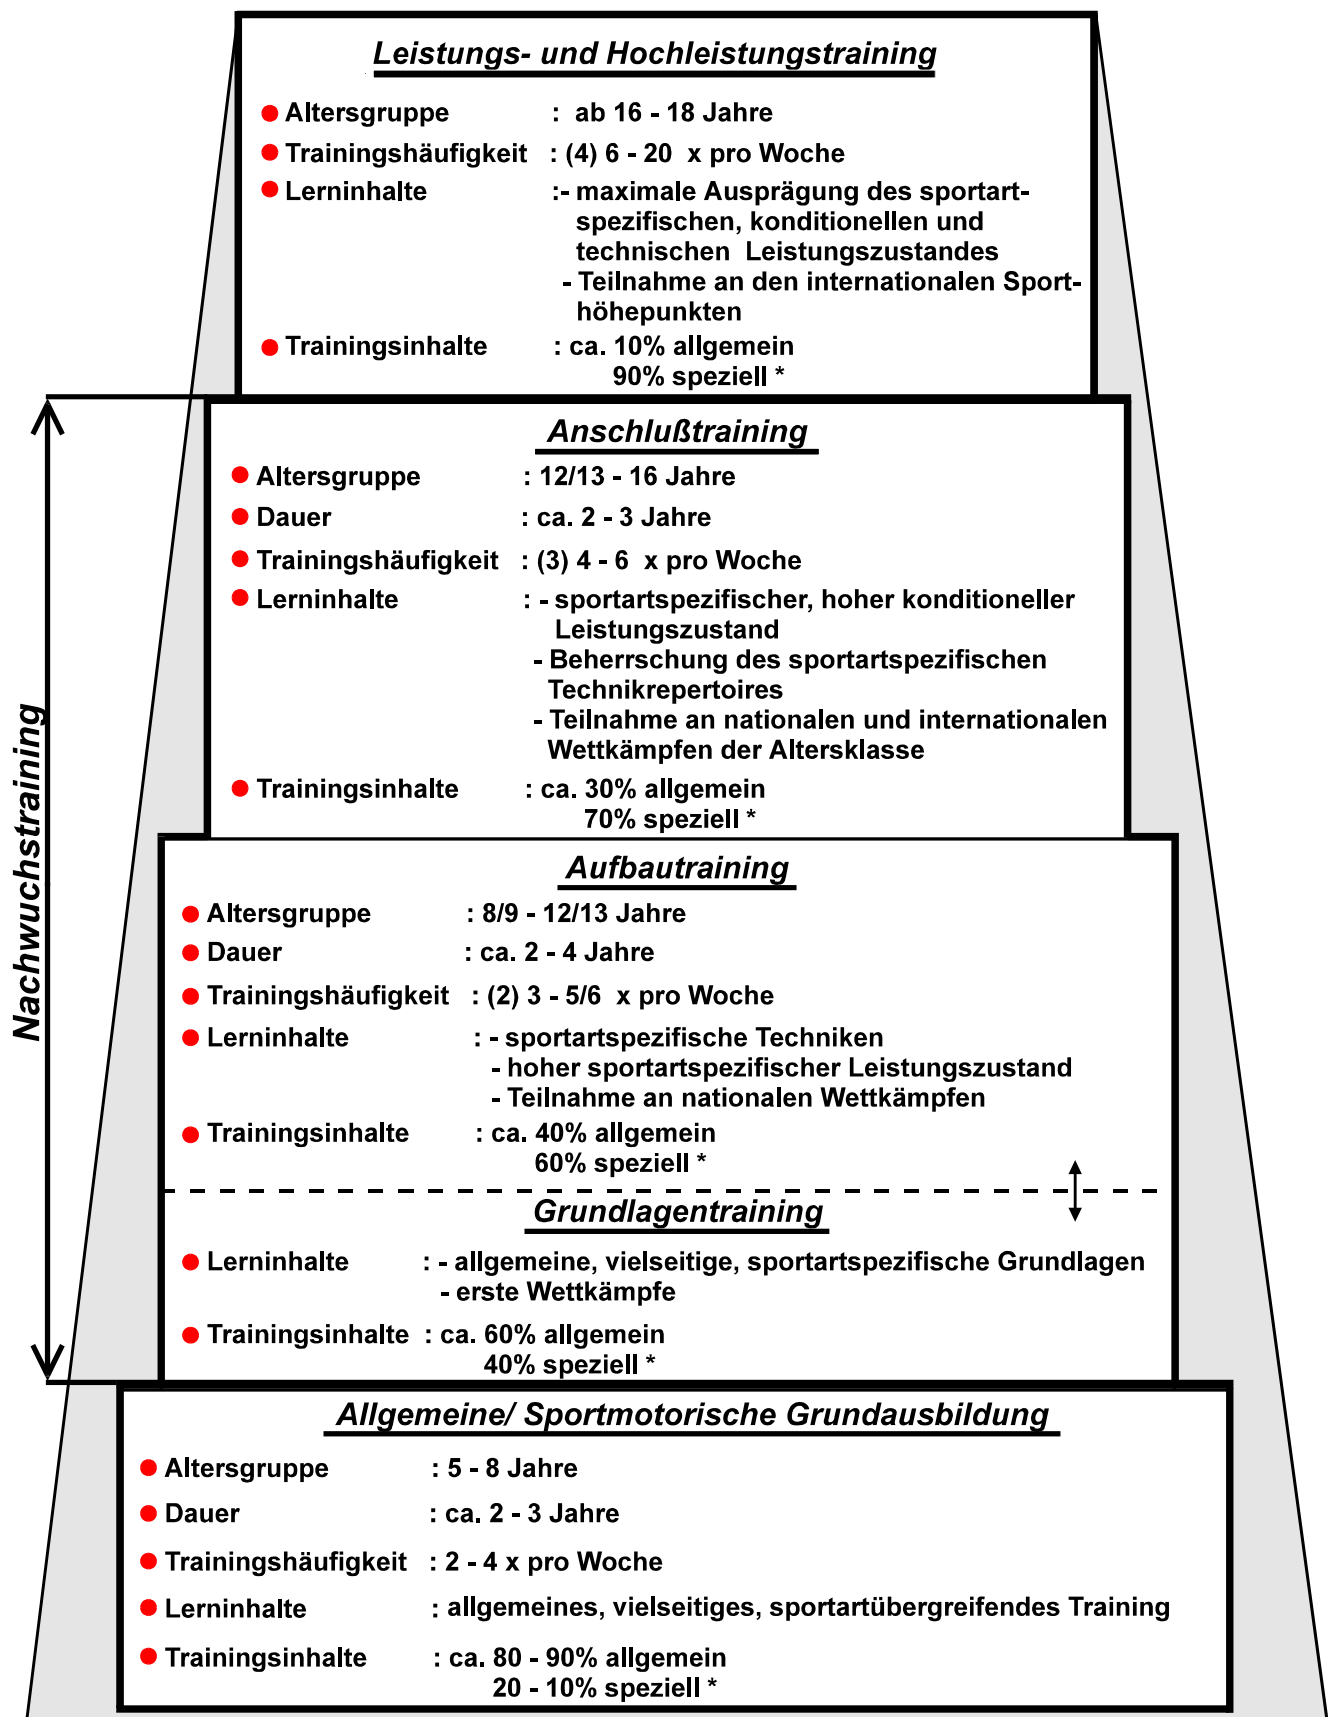 Leistungs- und Hochleistungstraining
Altersgruppe : ab 16 - 18 Jahre
Trainingshäufigkeit : (4) 6 - 20 x pro Woche
Lerninhalte :- maximale Ausprägung des sportart-
spezifischen, konditionellen und
technischen Leistungszustandes
- Teilnahme an den internationalen Sport-
höhepunkten
Trainingsinhalte : ca. 10% allgemein
90% speziell *
Nachwuchstraining
Anschlußtraining
Altersgruppe : 12/13 - 16 Jahre
Dauer : ca. 2 - 3 Jahre
Trainingshäufigkeit : (3) 4 - 6 x pro Woche
Lerninhalte : - sportartspezifischer, hoher konditioneller
Leistungszustand
- Beherrschung des sportartspezifischen
Technikrepertoires
- Teilnahme an nationalen und internationalen
Wettkämpfen der Altersklasse
Trainingsinhalte : ca. 30% allgemein
70% speziell *
Aufbautraining
Altersgruppe : 8/9 - 12/13 Jahre
Dauer : ca. 2 - 4 Jahre
Trainingshäufigkeit : (2) 3 - 5/6 x pro Woche
Lerninhalte : - sportartspezifische Techniken
- hoher sportartspezifischer Leistungszustand
- Teilnahme an nationalen Wettkämpfen
Trainingsinhalte : ca. 40% allgemein
60% speziell *
Grundlagentraining
Lerninhalte : - allgemeine, vielseitige, sportartspezifische Grundlagen
- erste Wettkämpfe
Trainingsinhalte : ca. 60% allgemein
40% speziell *
Allgemeine/ Sportmotorische Grundausbildung
Altersgruppe : 5 - 8 Jahre
Dauer : ca. 2 - 3 Jahre
Trainingshäufigkeit : 2 - 4 x pro Woche
Lerninhalte : allgemeines, vielseitiges, sportartübergreifendes Training
Trainingsinhalte : ca. 80 - 90% allgemein
20 - 10% speziell *